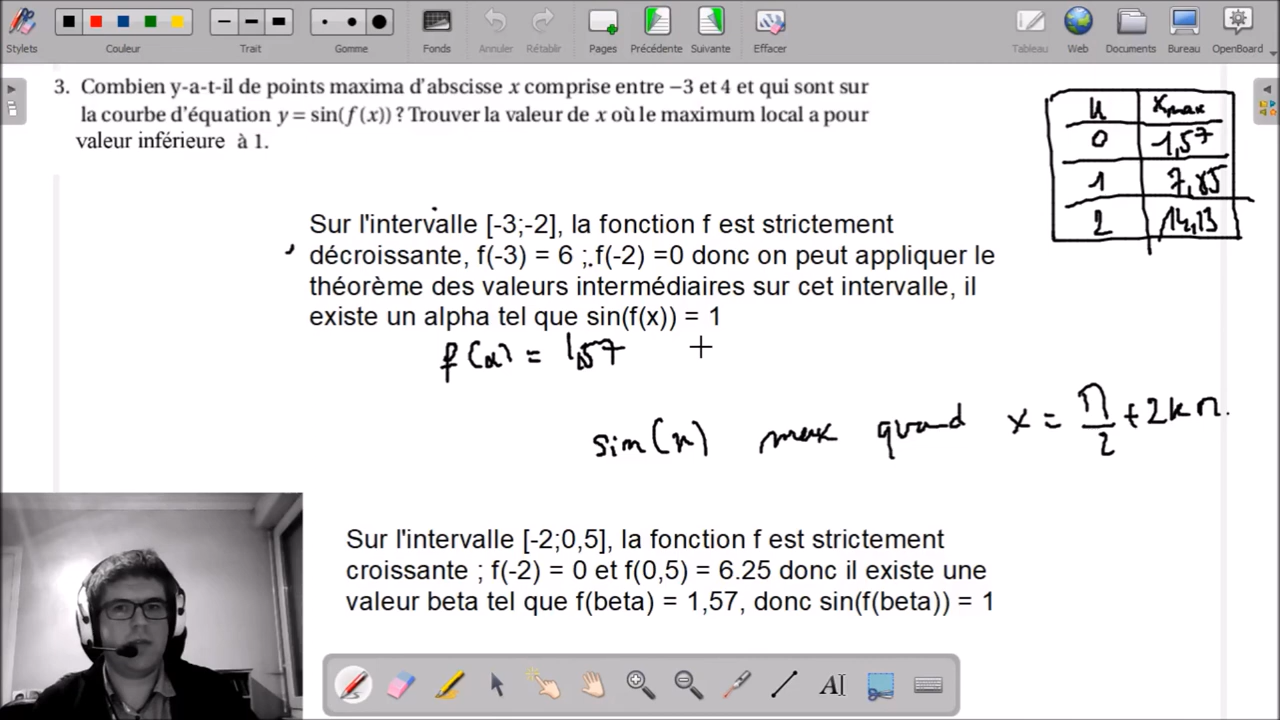 Stylets
Couleur
Trait
Gomme
Fonds
Annuler
Rétablir
Pages
Précédente
Suivante
Effacer
Tableau
Web
Documents
Bureau
OpenBoard
3. Combien y-a-t-il de points maxima d'abscisse x comprise entre −3 et 4 et qui sont sur
la courbe d'équation y = sin(f(x)) ? Trouver la valeur de x où le maximum local a pour
valeur inférieure à 1.
k xmax
0 1,57
1 7,85
2 14,13
Sur l'intervalle [-3;-2], la fonction f est strictement
décroissante, f(-3) = 6 ; f(-2) =0 donc on peut appliquer le
théorème des valeurs intermédiaires sur cet intervalle, il
existe un alpha tel que sin(f(x)) = 1
f(α) = 1,57
sin(x) max quand x = π/2 + 2kπ.
Sur l'intervalle [-2;0,5], la fonction f est strictement
croissante ; f(-2) = 0 et f(0,5) = 6.25 donc il existe une
valeur beta tel que f(beta) = 1,57, donc sin(f(beta)) = 1